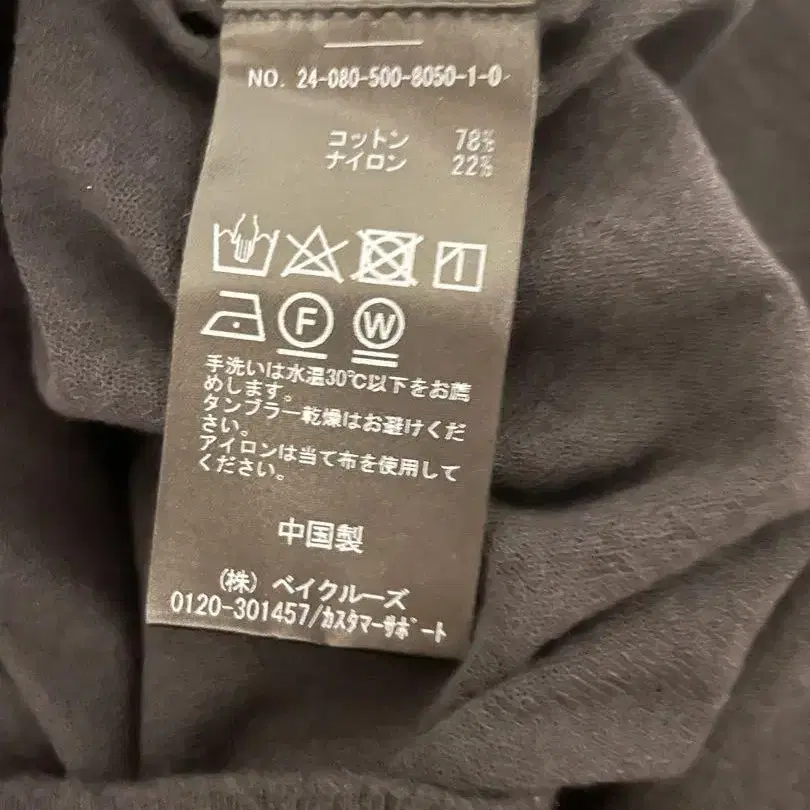 NO. 24-080-500-8050-1-0
コットン 78%
ナイロン 22%
F W
手洗いは水温30℃以下をお薦
めします。
タンブラー乾燥はお避けくだ
さい。
アイロンは当て布を使用して
ください。
中国製
(株) ベイクルーズ
0120-301457/カスタマーサポート